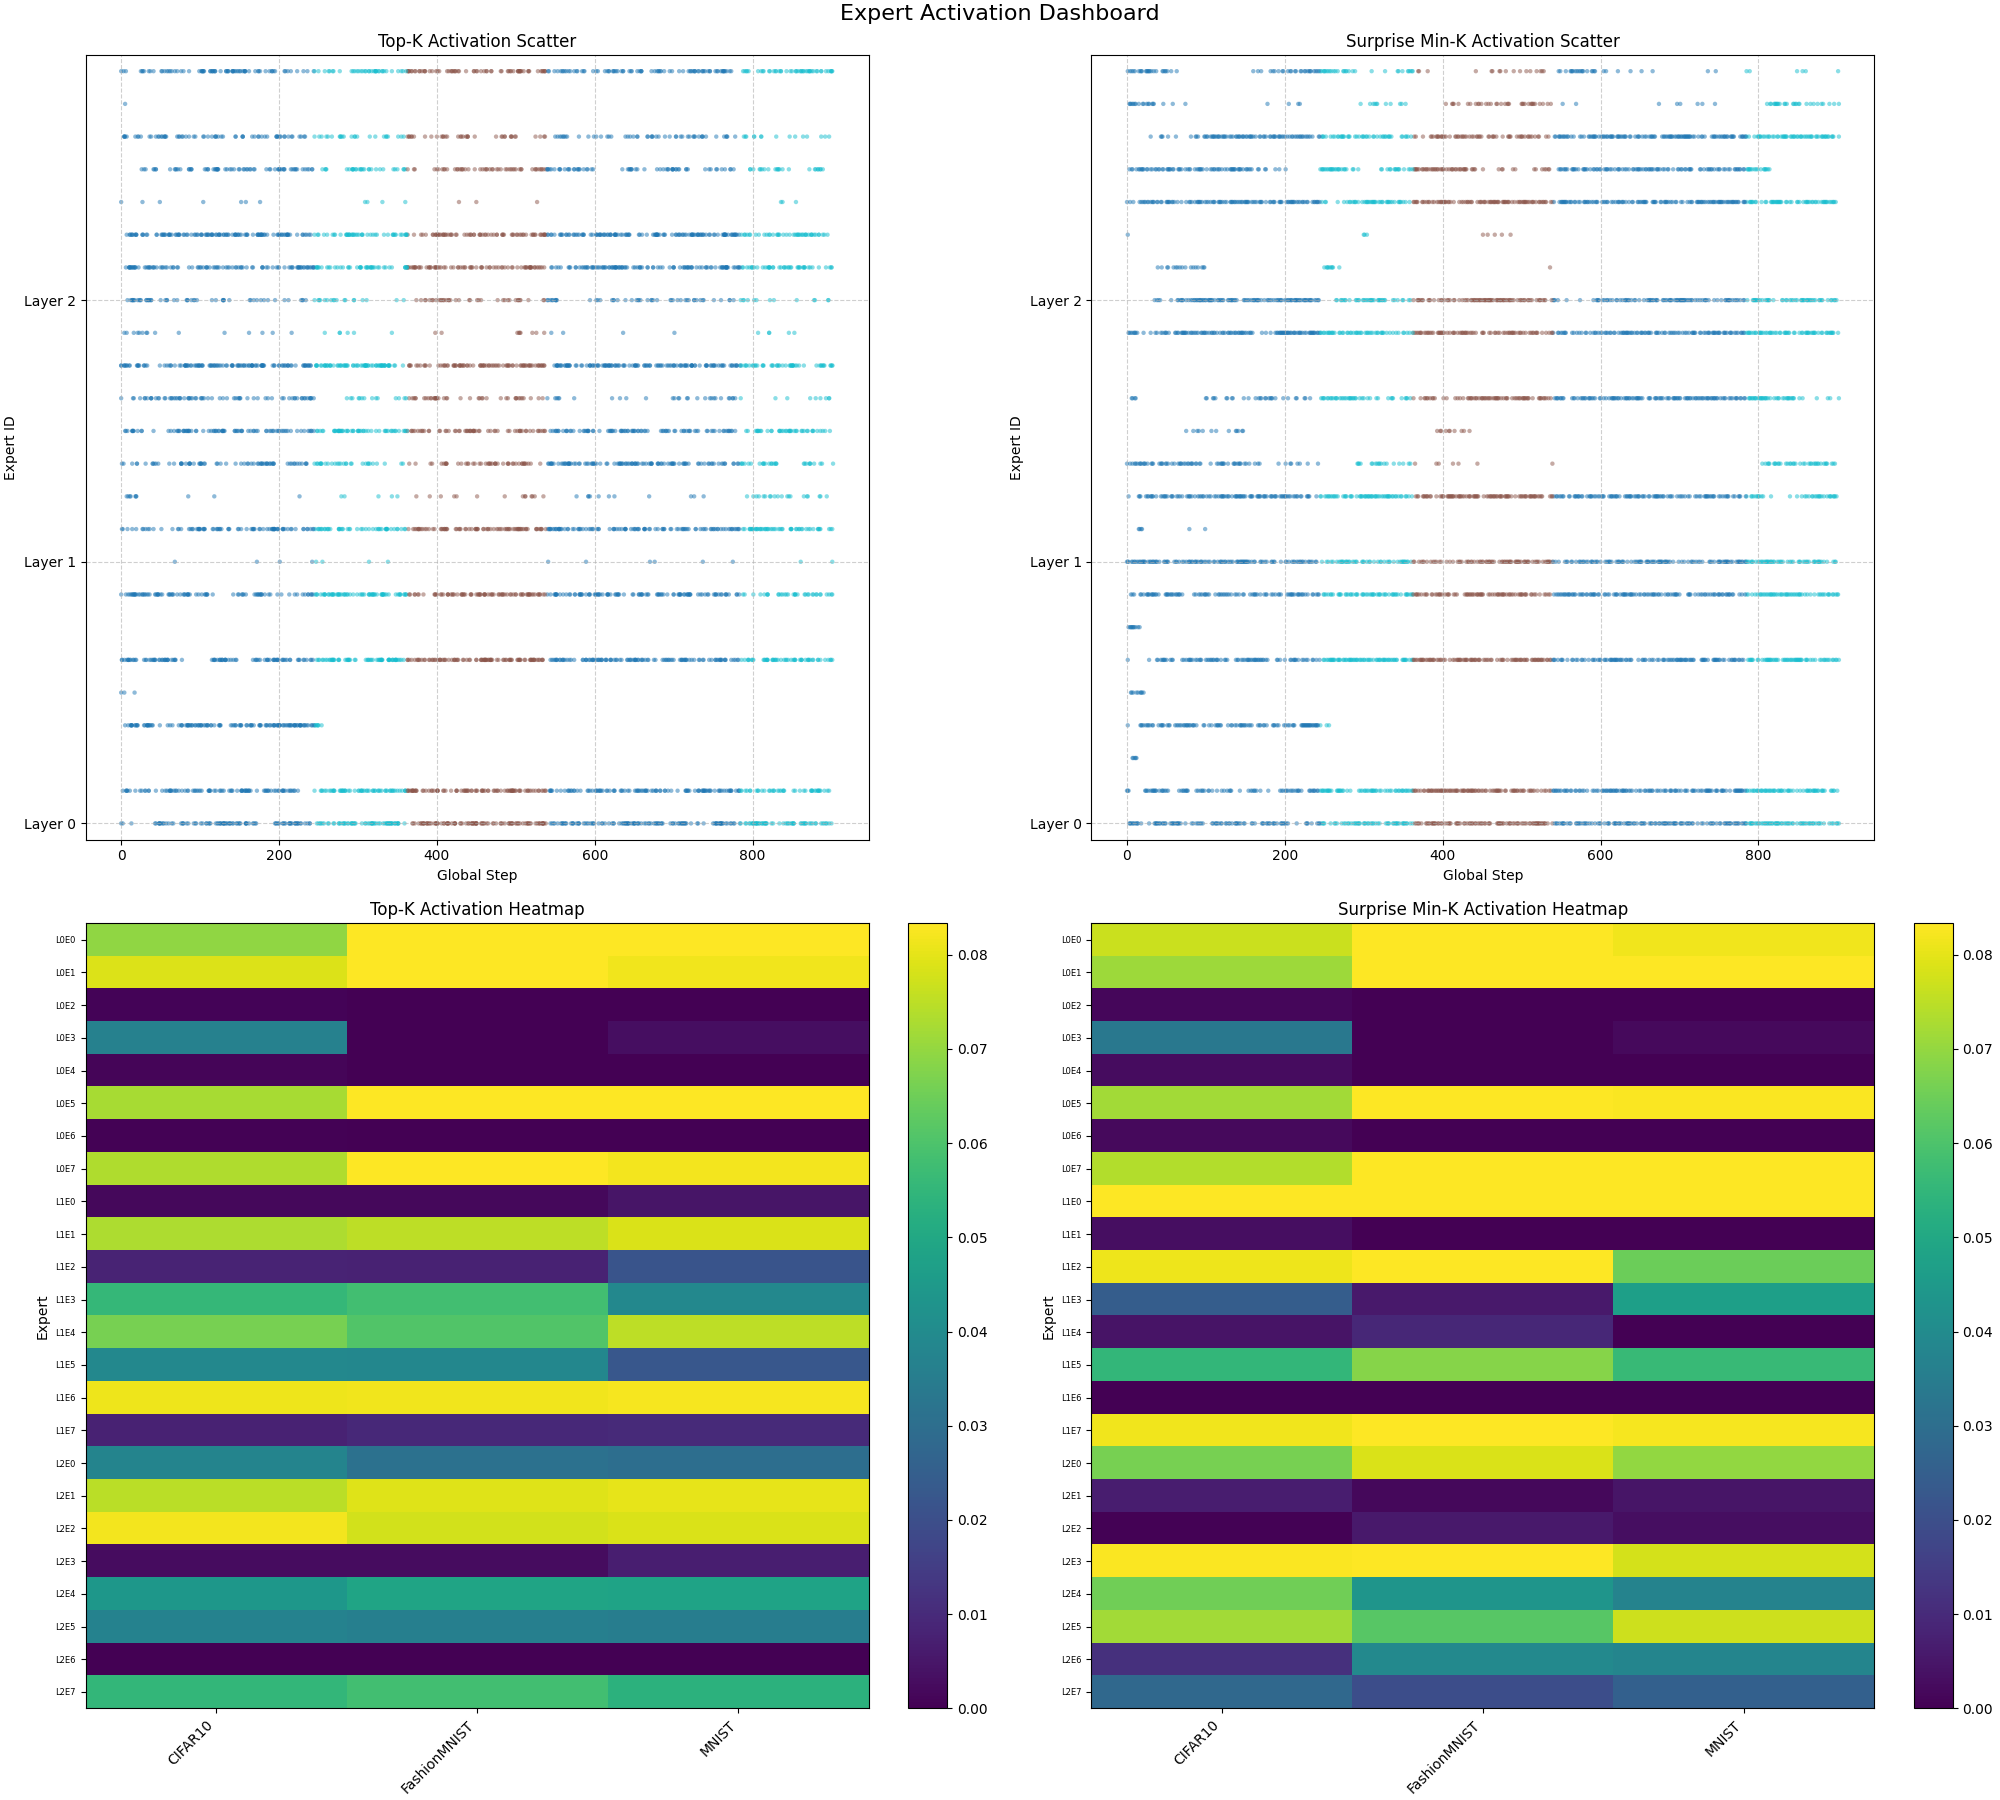 Expert Activation Dashboard
Top-K Activation Scatter
Expert ID
Layer 2
Layer 1
Layer 0
0 200 400 600 800
Global Step
Surprise Min-K Activation Scatter
Expert ID
Layer 2
Layer 1
Layer 0
0 200 400 600 800
Global Step
Top-K Activation Heatmap
Expert
L0E0
L0E1
L0E2
L0E3
L0E4
L0E5
L0E6
L0E7
L1E0
L1E1
L1E2
L1E3
L1E4
L1E5
L1E6
L1E7
L2E0
L2E1
L2E2
L2E3
L2E4
L2E5
L2E6
L2E7
CIFAR10
FashionMNIST
MNIST
0.08
0.07
0.06
0.05
0.04
0.03
0.02
0.01
0.00
Surprise Min-K Activation Heatmap
Expert
L0E0
L0E1
L0E2
L0E3
L0E4
L0E5
L0E6
L0E7
L1E0
L1E1
L1E2
L1E3
L1E4
L1E5
L1E6
L1E7
L2E0
L2E1
L2E2
L2E3
L2E4
L2E5
L2E6
L2E7
CIFAR10
FashionMNIST
MNIST
0.08
0.07
0.06
0.05
0.04
0.03
0.02
0.01
0.00